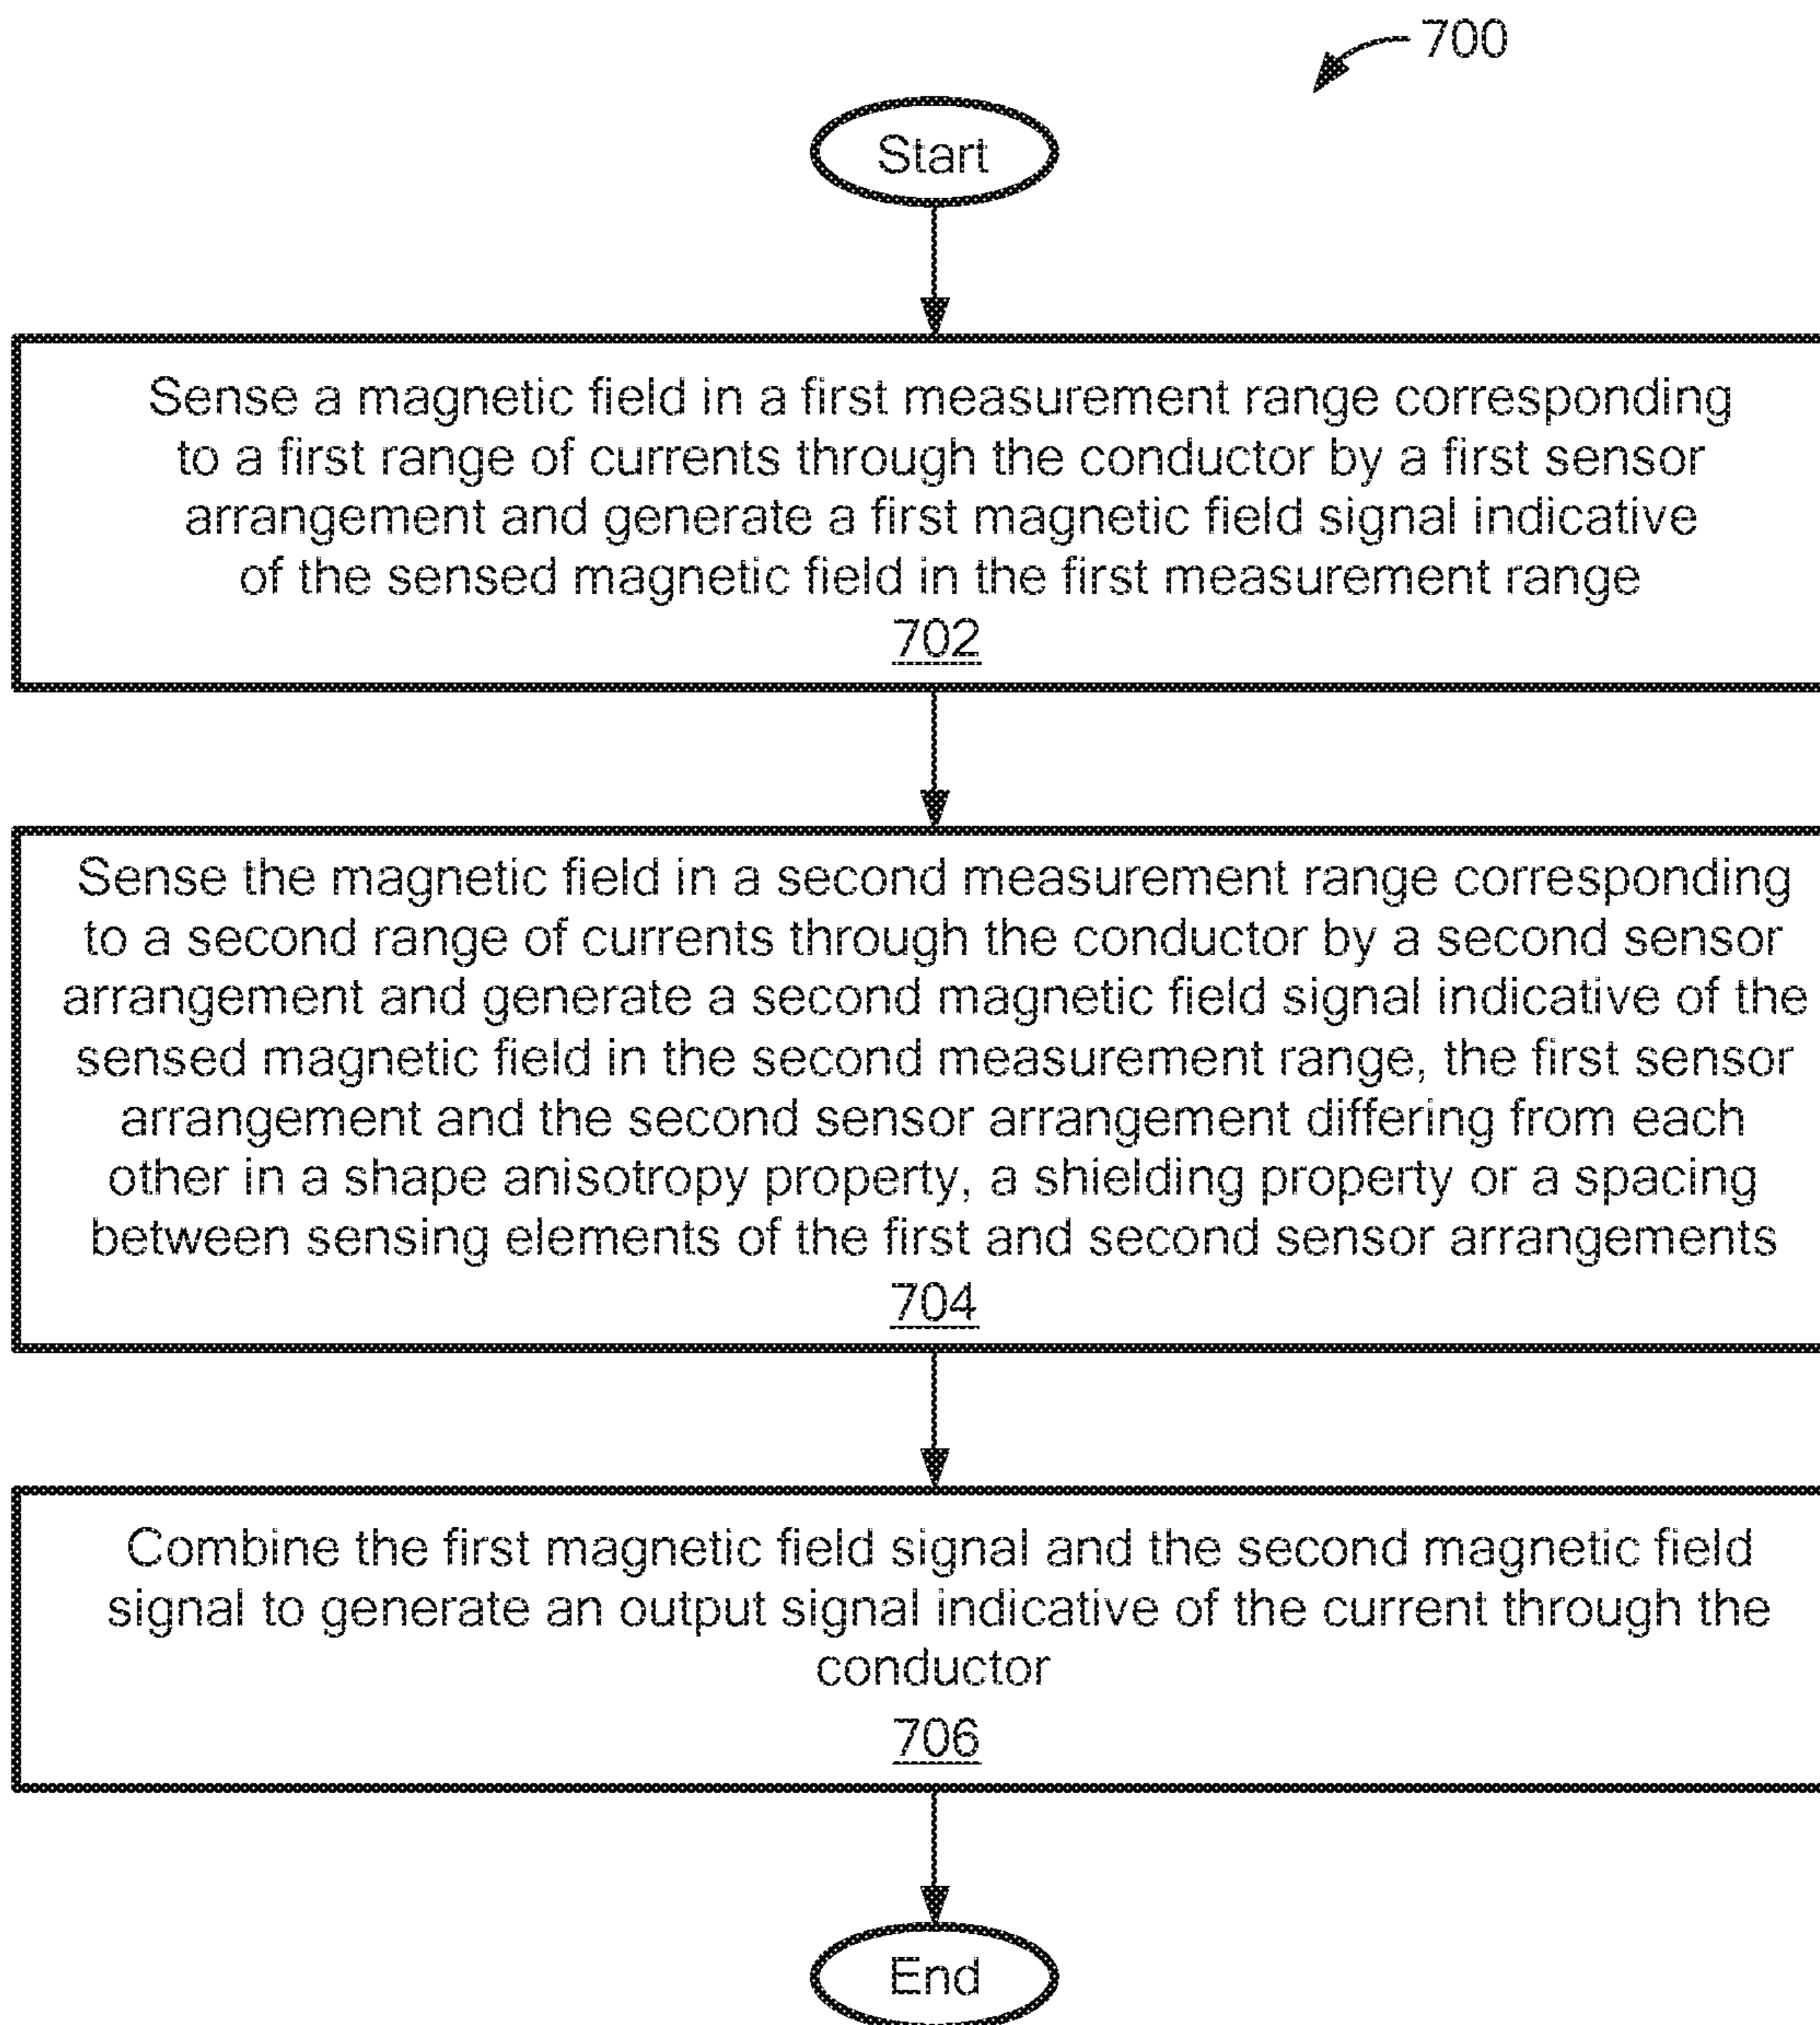 700
Start
Sense a magnetic field in a first measurement range corresponding
to a first range of currents through the conductor by a first sensor
arrangement and generate a first magnetic field signal indicative
of the sensed magnetic field in the first measurement range
702
Sense the magnetic field in a second measurement range corresponding
to a second range of currents through the conductor by a second sensor
arrangement and generate a second magnetic field signal indicative of the
sensed magnetic field in the second measurement range, the first sensor
arrangement and the second sensor arrangement differing from each
other in a shape anisotropy property, a shielding property or a spacing
between sensing elements of the first and second sensor arrangements
704
Combine the first magnetic field signal and the second magnetic field
signal to generate an output signal indicative of the current through the
conductor
706
End